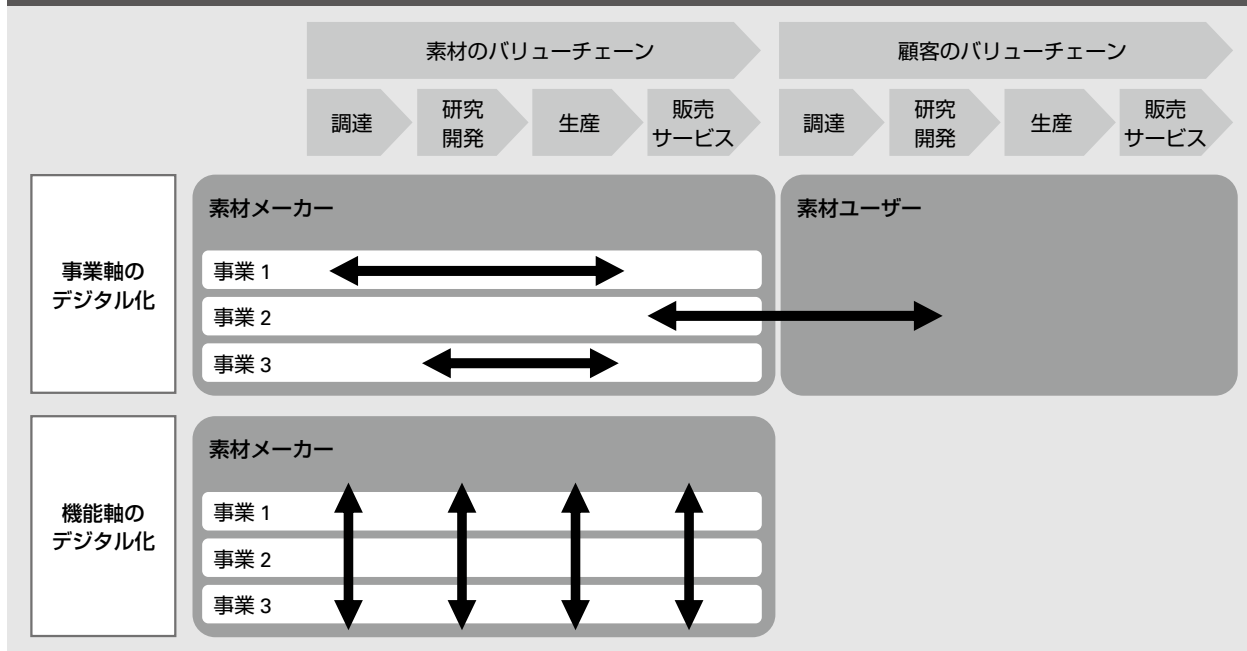 素材のバリューチェーン
顧客のバリューチェーン
調達
研究
開発
生産
販売
サービス
調達
研究
開発
生産
販売
サービス
事業軸の
デジタル化
素材メーカー
事業 1
事業 2
事業 3
素材ユーザー
機能軸の
デジタル化
素材メーカー
事業 1
事業 2
事業 3